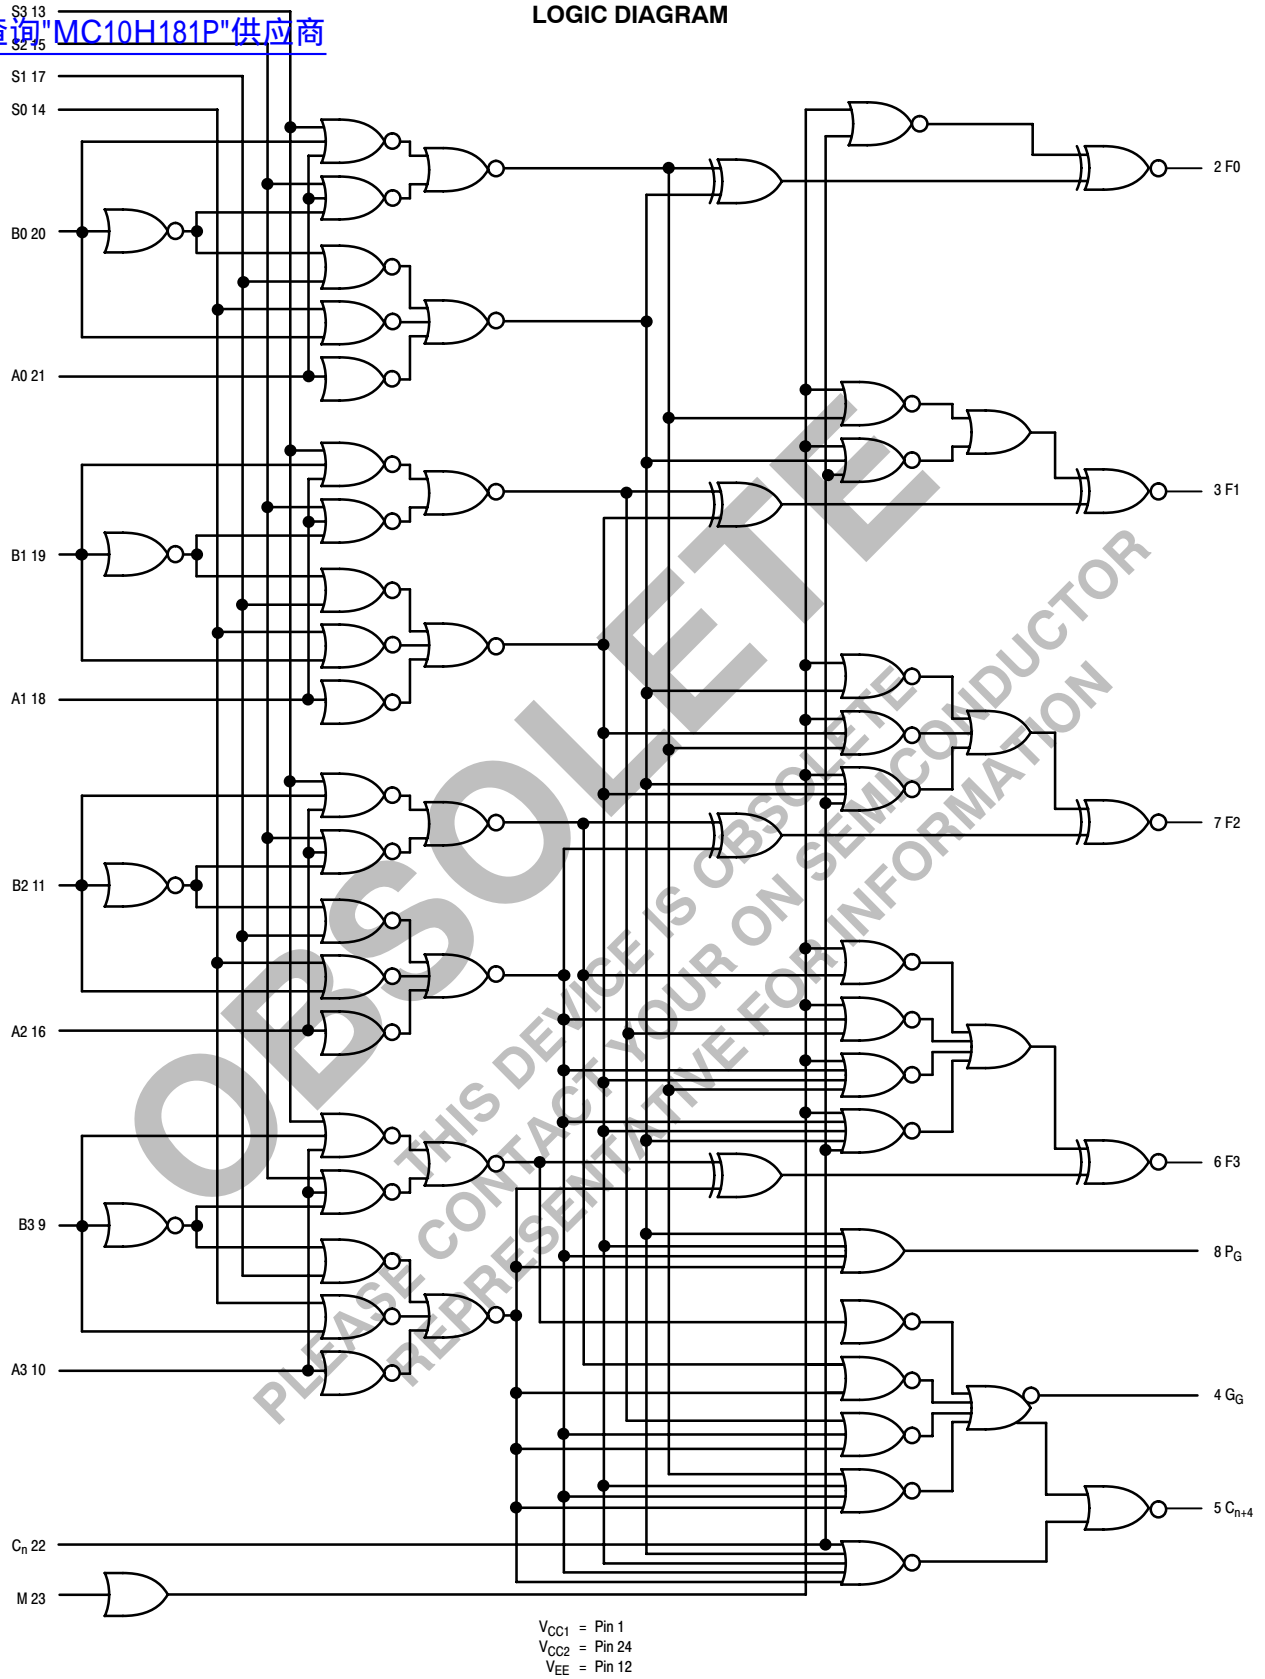 LOGIC DIAGRAM
S3 13
查询"MC10H181P"供应商
S2 15
S1 17
S0 14
2 F0
B0 20
A0 21
3 F1
B1 19
A1 18
7 F2
B2 11
A2 16
6 F3
B3 9
8 PG
A3 10
4 GG
5 Cn+4
Cn 22
M 23
OBSOLETE
THIS DEVICE IS OBSOLETE
PLEASE CONTACT YOUR ON SEMICONDUCTOR
REPRESENTATIVE FOR INFORMATION
VCC1 = Pin 1
VCC2 = Pin 24
VEE = Pin 12